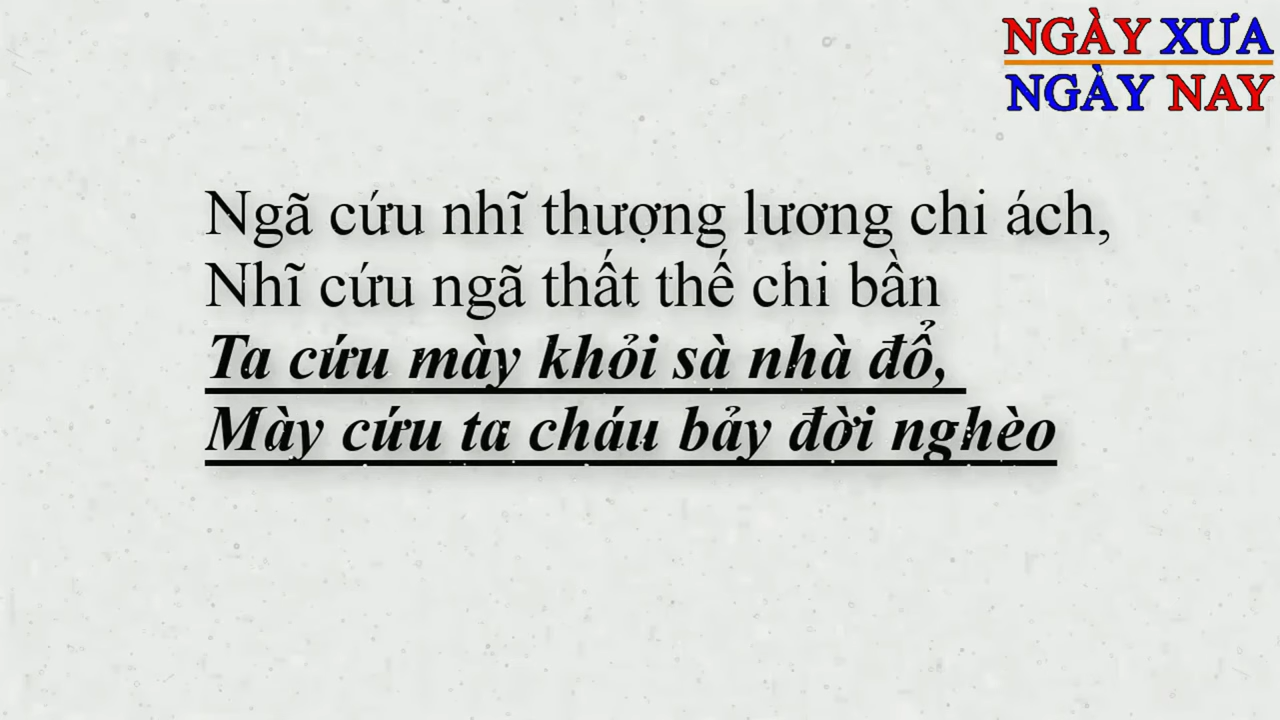 NGÀY XƯA
NGÀY NAY
Ngã cứu nhĩ thượng lương chi ách,
Nhĩ cứu ngã thất thế chi bần
Ta cứu mày khỏi sà nhà đổ,
Mày cứu ta cháu bảy đời nghèo